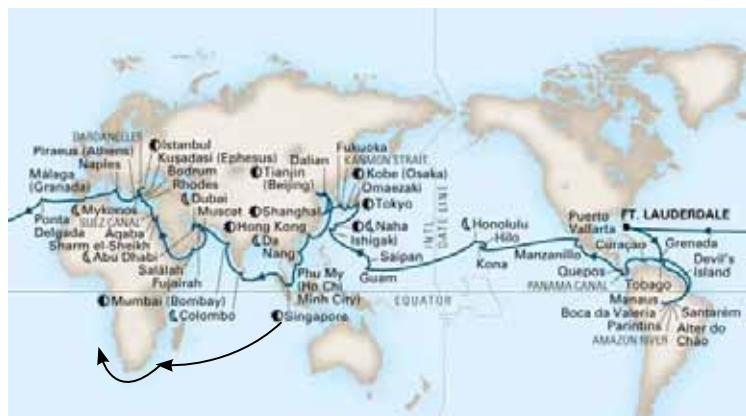 DARDANELLES
Istanbul
Piraeus (Athens)
Kuşadasi (Ephesus)
Naples
Bodrum
Málaga
(Granada)
Rhodes
Dubai
Mykonos
Muscat
Ponta
Delgada
SUEZ CANAL
Aqaba
Sharm el-Sheikh
Abu Dhabi
Salālah
Fujairah
Mumbai (Bombay)
Colombo
Dalian
Tianjin
(Beijing)
Shanghai
Hong Kong
Da
Nang
Phu My
(Ho Chi
Minh City)
Singapore
Fukuoka
KANMON STRAIT
Kobe (Osaka)
Omaezaki
Tokyo
Naha
Ishigaki
Saipan
Guam
EQUATOR
INTL
DATE LINE
Honolulu
Hilo
Kona
Puerto
Vallarta
Manzanillo
Quepos
PANAMA CANAL
FT. LAUDERDALE
Curaçao
Grenada
Devil's
Island
Tobago
Manaus
Boca da Valeria
Parintins
AMAZON RIVER
Santarém
Alter do
Chão